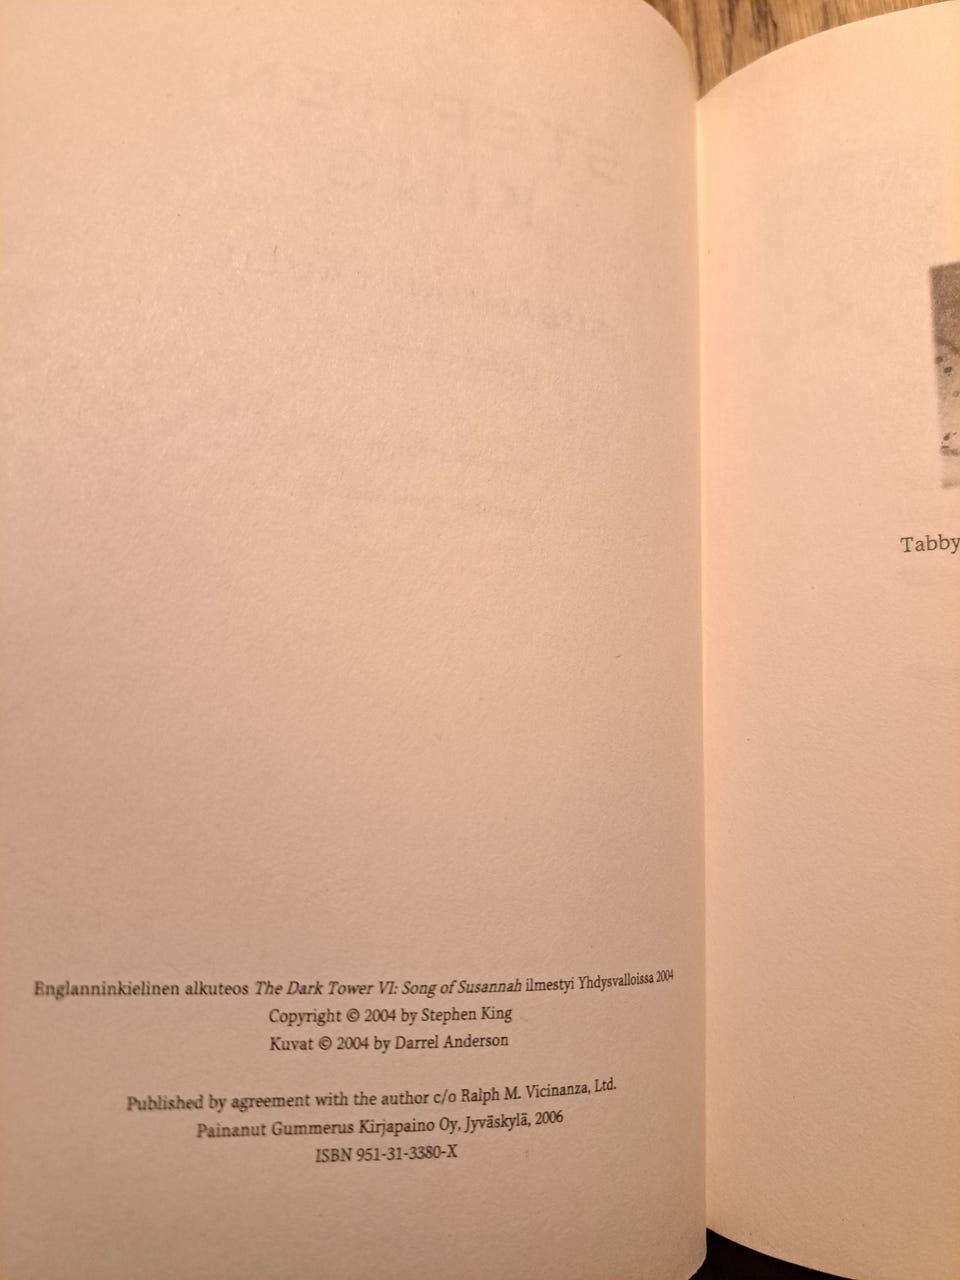 Englanninkielinen alkuteos The Dark Tower VI: Song of Susannah ilmestyi Yhdysvalloissa 2004
Copyright © 2004 by Stephen King
Kuvat © 2004 by Darrel Anderson
Published by agreement with the author c/o Ralph M. Vicinanza, Ltd.
Painanut Gummerus Kirjapaino Oy, Jyväskylä, 2006
ISBN 951-31-3380-X
Tabby